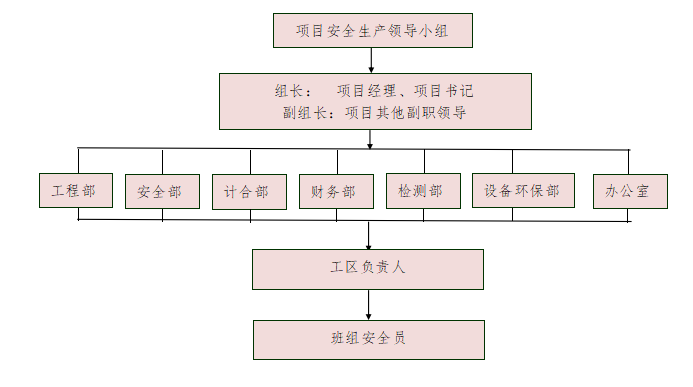 项目安全生产领导小组
组长： 项目经理、项目书记
副组长：项目其他副职领导
工程部
安全部
计合部
财务部
检测部
设备环保部
办公室
工区负责人
班组安全员